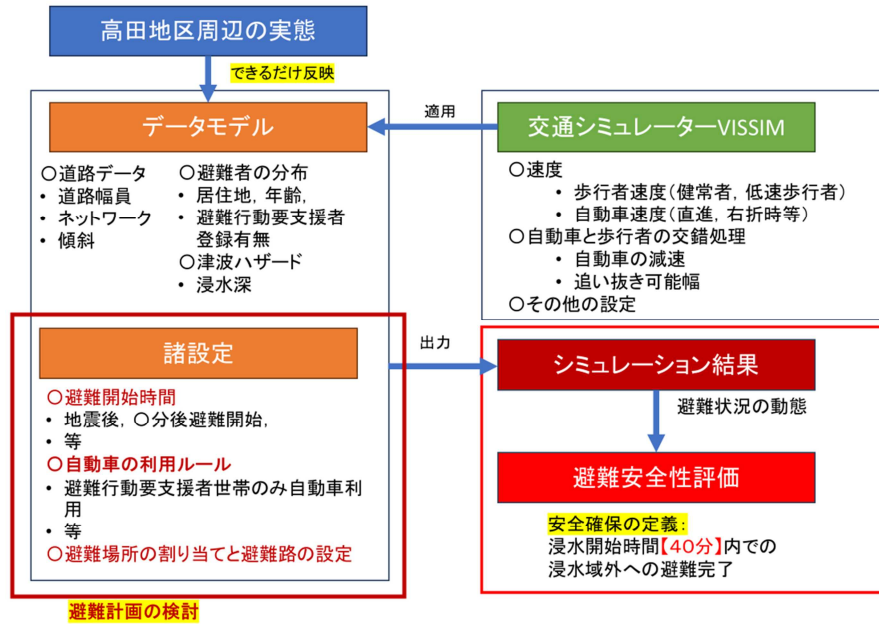 高田地区周辺の実態
できるだけ反映
データモデル
適用
交通シミュレーターVISSIM
○道路データ
・ 道路幅員
・ ネットワーク
・ 傾斜
○避難者の分布
・ 居住地, 年齢,
・ 避難行動要支援者
登録有無
○津波ハザード
・ 浸水深
○速度
・ 歩行者速度(健常者, 低速歩行者)
・ 自動車速度(直進, 右折時等)
○自動車と歩行者の交錯処理
・ 自動車の減速
・ 追い抜き可能幅
○その他の設定
諸設定
出力
シミュレーション結果
○避難開始時間
・ 地震後, ○分後避難開始,
・ 等
○自動車の利用ルール
・ 避難行動要支援者世帯のみ自動車利
用
・ 等
○避難場所の割り当てと避難路の設定
避難状況の動態
避難安全性評価
安全確保の定義:
浸水開始時間【40分】内での
浸水域外への避難完了
避難計画の検討